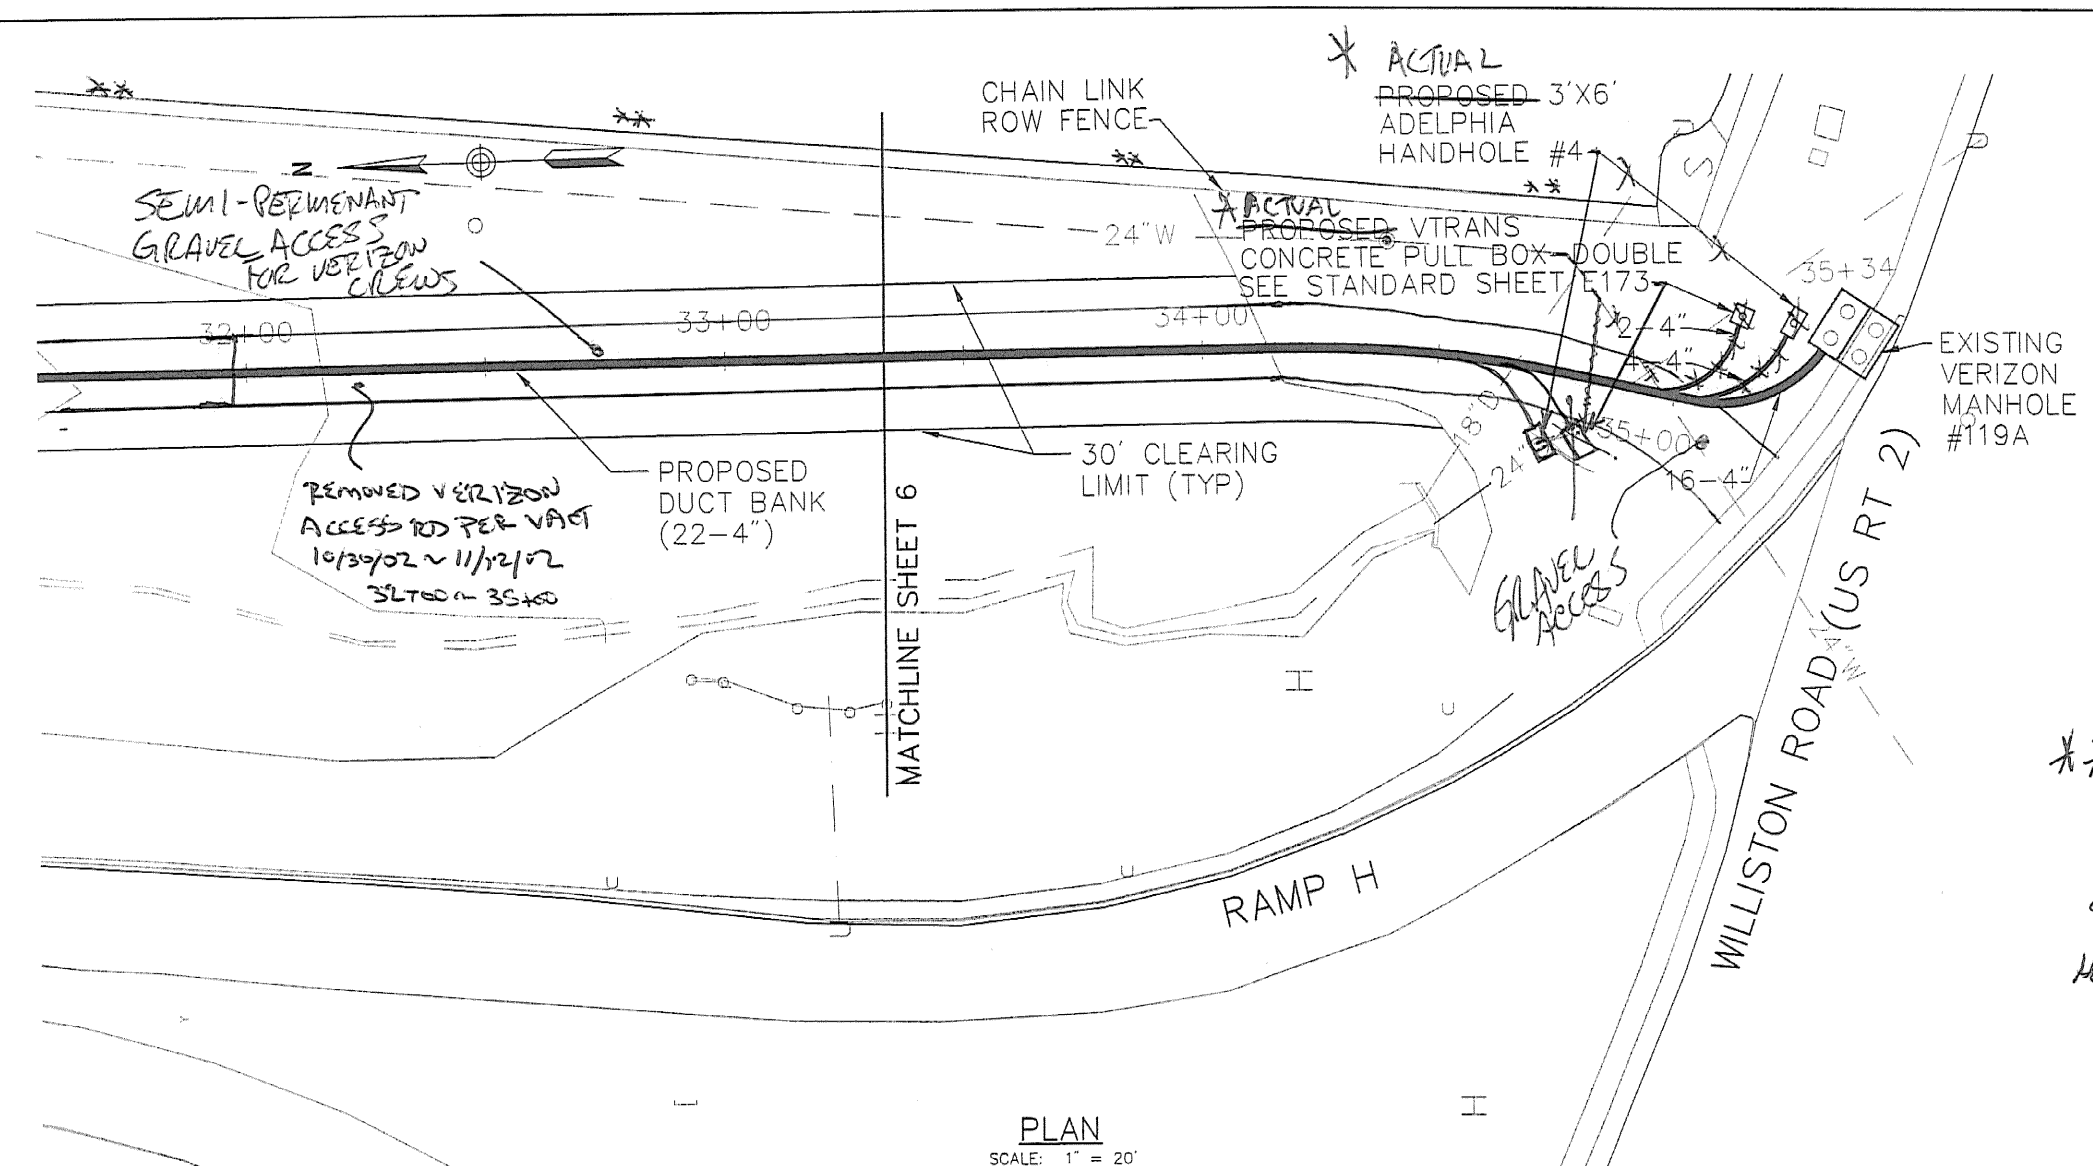 * ACTUAL
PROPOSED 3'X6'
ADELPHIA
HANDHOLE #4
CHAIN LINK
ROW FENCE
**
**
**
**
N
SEMI-PERMENANT
GRAVEL ACCESS
FOR VERIZON
CREWS
24"W
* ACTUAL
PROPOSED VTRANS
CONCRETE PULL BOX-DOUBLE
SEE STANDARD SHEET E173
32+00
33+00
34+00
35+34
2-4"
4-4"
EXISTING
VERIZON
MANHOLE
#119A
18"D
24"
35+00
16-4"
PROPOSED
DUCT BANK
(22-4")
30' CLEARING
LIMIT (TYP)
REMOVED VERIZON
ACCESS RD PER VAOT
10/30/02 ~ 11/12/02
32+00 ~ 35+00
MATCHLINE SHEET 6
GRAVEL
ACCESS
WILLISTON ROAD (US RT 2)
RAMP H
PLAN
SCALE: 1" = 20'